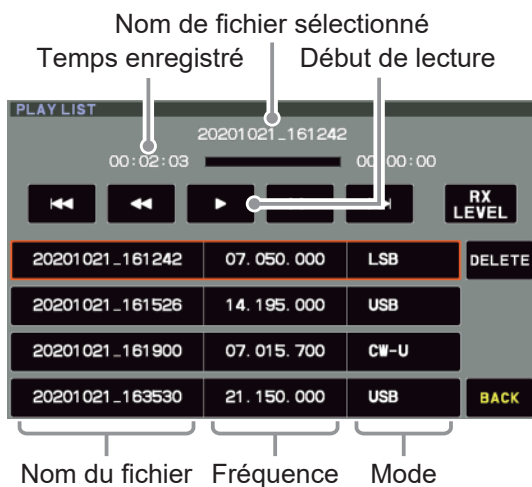 Nom de fichier sélectionné
Temps enregistré Début de lecture
PLAY LIST
20201021_161242
00:02:03 00:00:00
RX
LEVEL
20201021_161242 07.050.000 LSB DELETE
20201021_161526 14.195.000 USB
20201021_161900 07.015.700 CW-U
20201021_163530 21.150.000 USB BACK
Nom du fichier Fréquence Mode